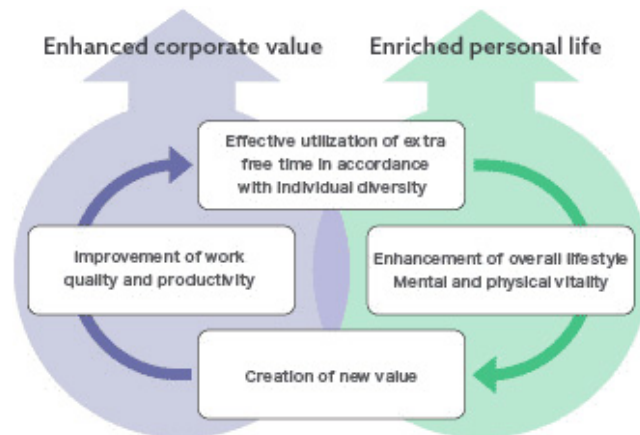 Enhanced corporate value
Enriched personal life
Effective utilization of extra
free time in accordance
with individual diversity
Improvement of work
quality and productivity
Enhancement of overall lifestyle
Mental and physical vitality
Creation of new value